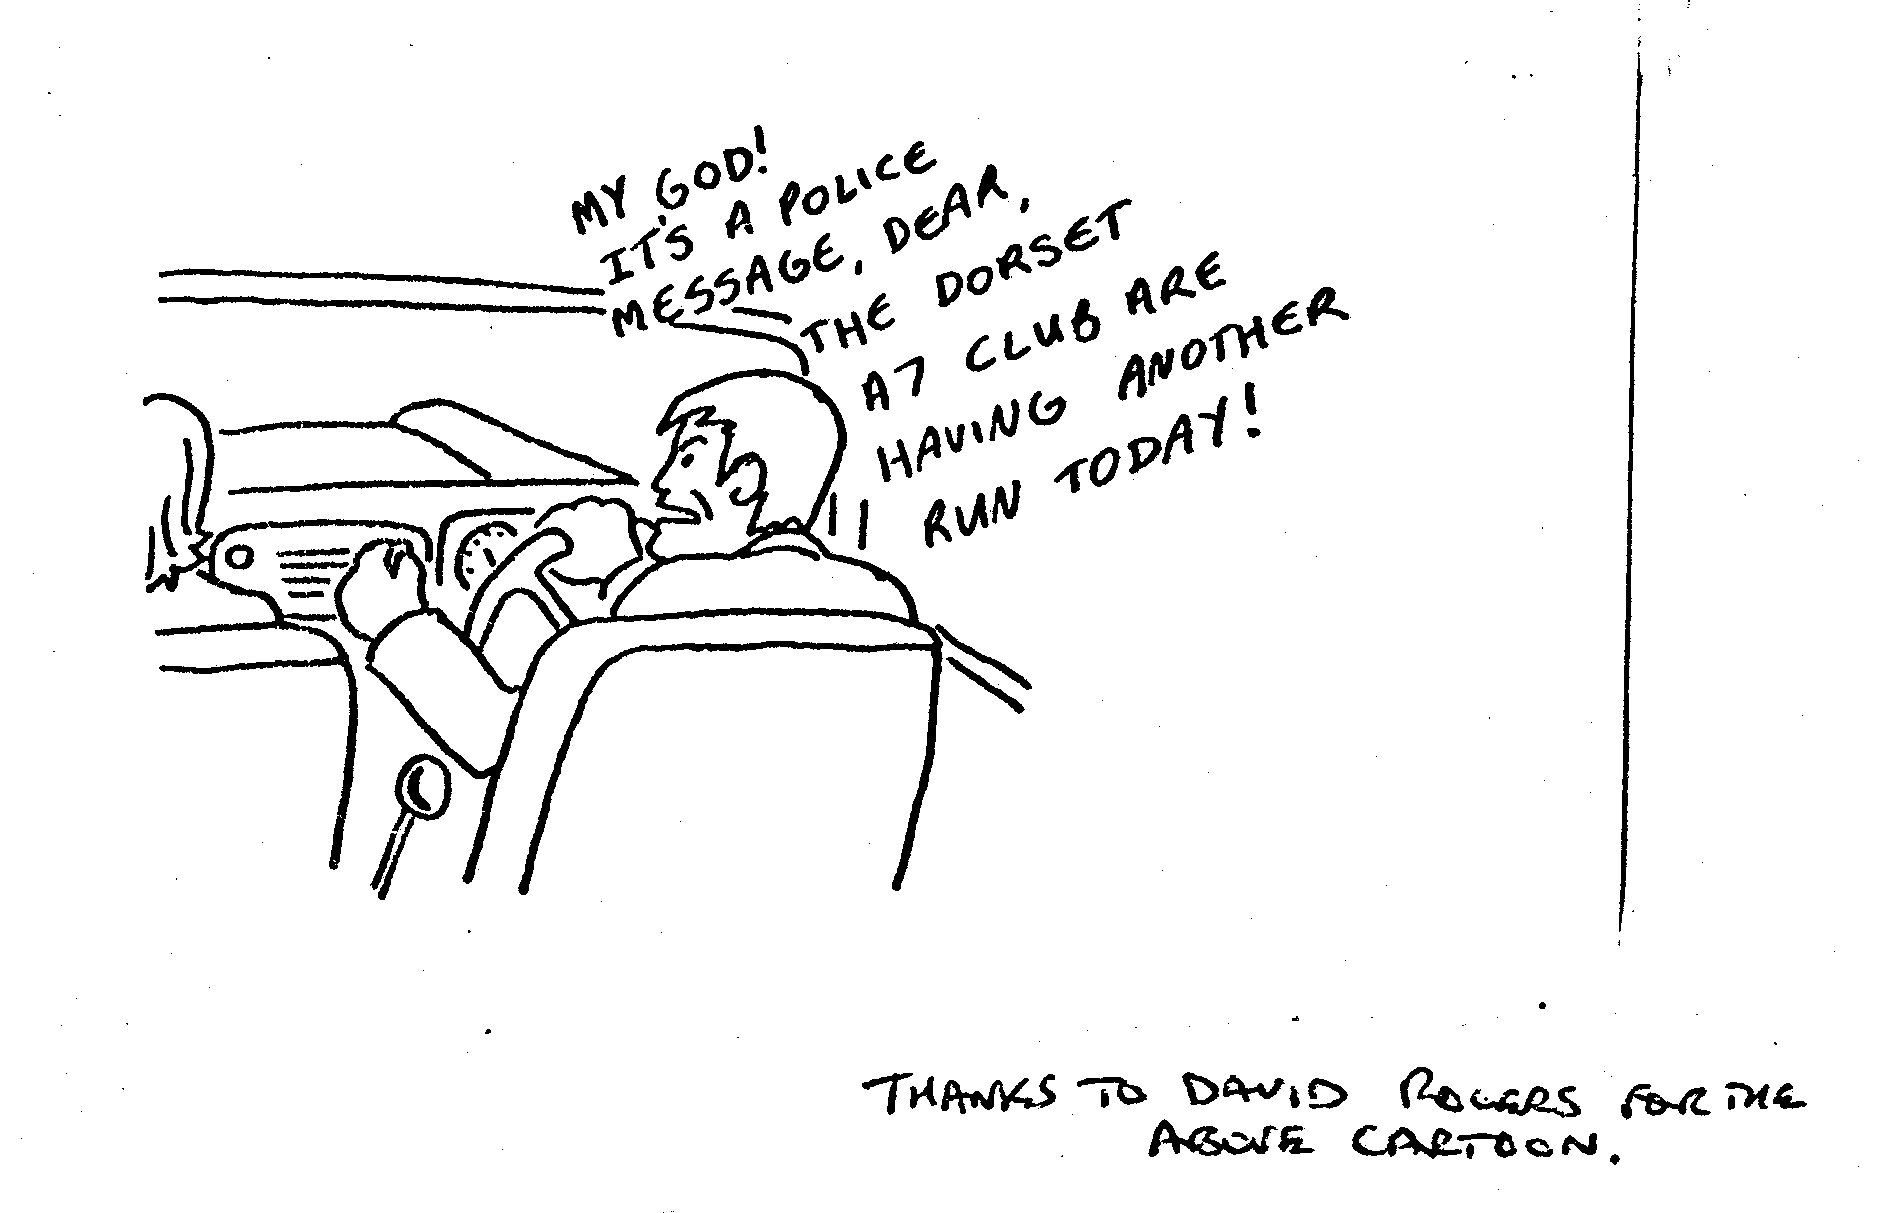 MY GOD!
IT'S A POLICE
MESSAGE, DEAR,
THE DORSET
A7 CLUB ARE
HAVING ANOTHER
RUN TODAY!
THANKS TO DAVID ROGERS FOR THE
ABOVE CARTOON.